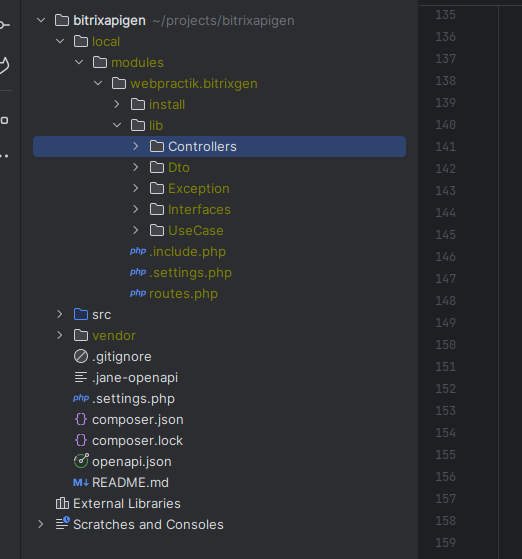 bitrixapigen ~/projects/bitrixapigen
local
modules
webpractik.bitrixgen
install
lib
Controllers
Dto
Exception
Interfaces
UseCase
php .include.php
php .settings.php
php routes.php
src
vendor
.gitignore
.jane-openapi
php .settings.php
{} composer.json
{} composer.lock
openapi.json
M↓ README.md
External Libraries
Scratches and Consoles
135
136
137
138
139
140
141
142
143
144
145
146
147
148
149
150
151
152
153
154
155
156
157
158
159